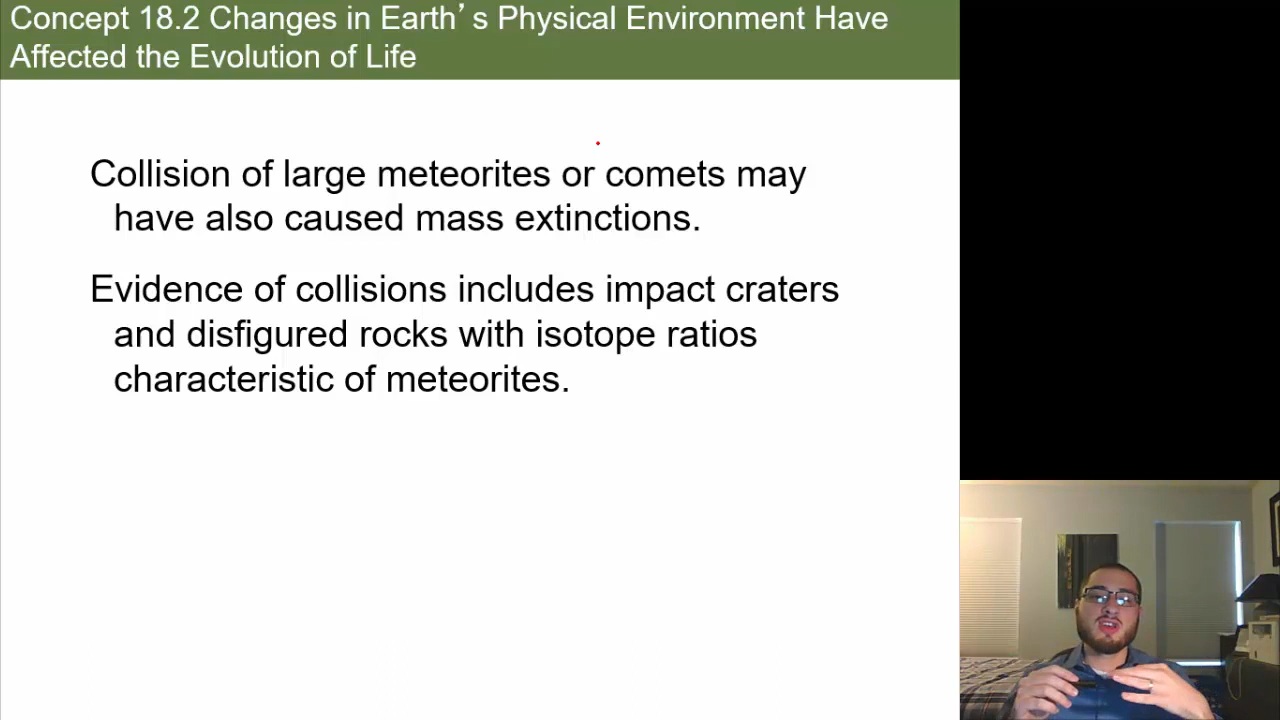 Concept 18.2 Changes in Earth’s Physical Environment Have
Affected the Evolution of Life
Collision of large meteorites or comets may
have also caused mass extinctions.
Evidence of collisions includes impact craters
and disfigured rocks with isotope ratios
characteristic of meteorites.